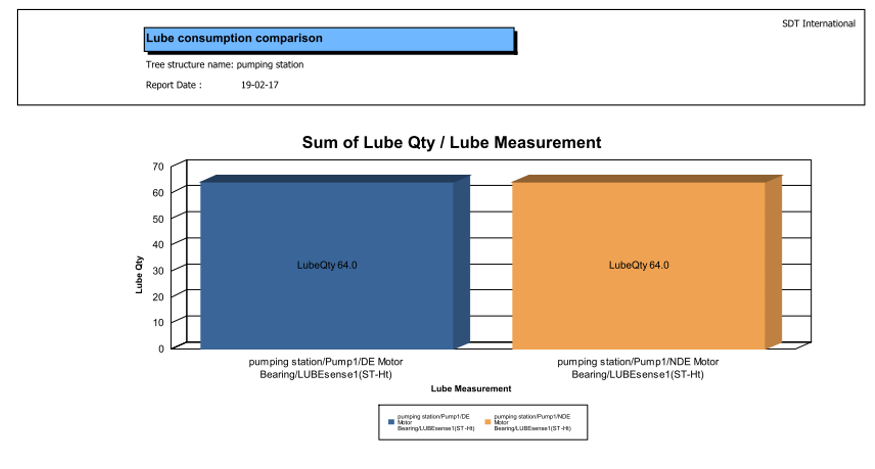 SDT International
Lube consumption comparison
Tree structure name: pumping station
Report Date : 19-02-17
Sum of Lube Qty / Lube Measurement
70
60
50
40
30
20
10
0
Lube Qty
LubeQty 64.0
LubeQty 64.0
pumping station/Pump1/DE Motor
Bearing/LUBEsense1(ST-Ht)
pumping station/Pump1/NDE Motor
Bearing/LUBEsense1(ST-Ht)
Lube Measurement
pumping station/Pump1/DE
Motor
Bearing/LUBEsense1(ST-Ht)
pumping station/Pump1/NDE
Motor
Bearing/LUBEsense1(ST-Ht)